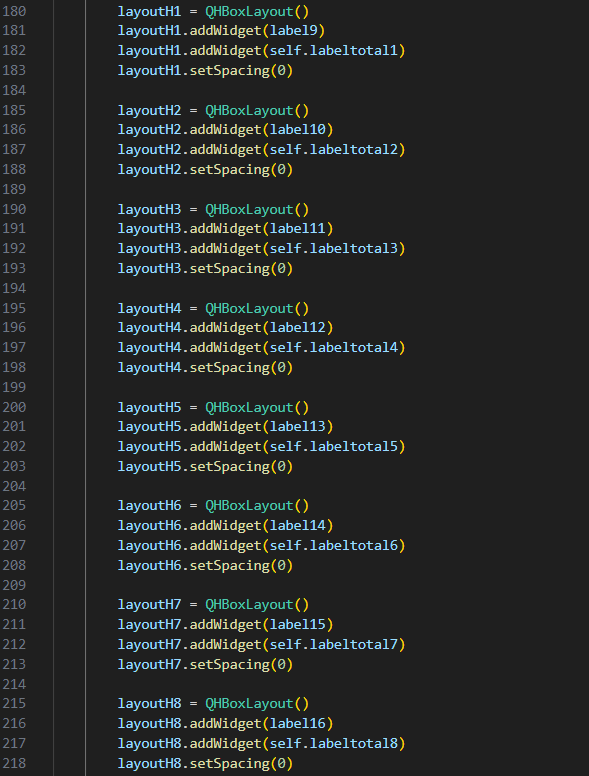 180 layoutH1 = QHBoxLayout()
181 layoutH1.addWidget(label9)
182 layoutH1.addWidget(self.labeltotal1)
183 layoutH1.setSpacing(0)
184
185 layoutH2 = QHBoxLayout()
186 layoutH2.addWidget(label10)
187 layoutH2.addWidget(self.labeltotal2)
188 layoutH2.setSpacing(0)
189
190 layoutH3 = QHBoxLayout()
191 layoutH3.addWidget(label11)
192 layoutH3.addWidget(self.labeltotal3)
193 layoutH3.setSpacing(0)
194
195 layoutH4 = QHBoxLayout()
196 layoutH4.addWidget(label12)
197 layoutH4.addWidget(self.labeltotal4)
198 layoutH4.setSpacing(0)
199
200 layoutH5 = QHBoxLayout()
201 layoutH5.addWidget(label13)
202 layoutH5.addWidget(self.labeltotal5)
203 layoutH5.setSpacing(0)
204
205 layoutH6 = QHBoxLayout()
206 layoutH6.addWidget(label14)
207 layoutH6.addWidget(self.labeltotal6)
208 layoutH6.setSpacing(0)
209
210 layoutH7 = QHBoxLayout()
211 layoutH7.addWidget(label15)
212 layoutH7.addWidget(self.labeltotal7)
213 layoutH7.setSpacing(0)
214
215 layoutH8 = QHBoxLayout()
216 layoutH8.addWidget(label16)
217 layoutH8.addWidget(self.labeltotal8)
218 layoutH8.setSpacing(0)